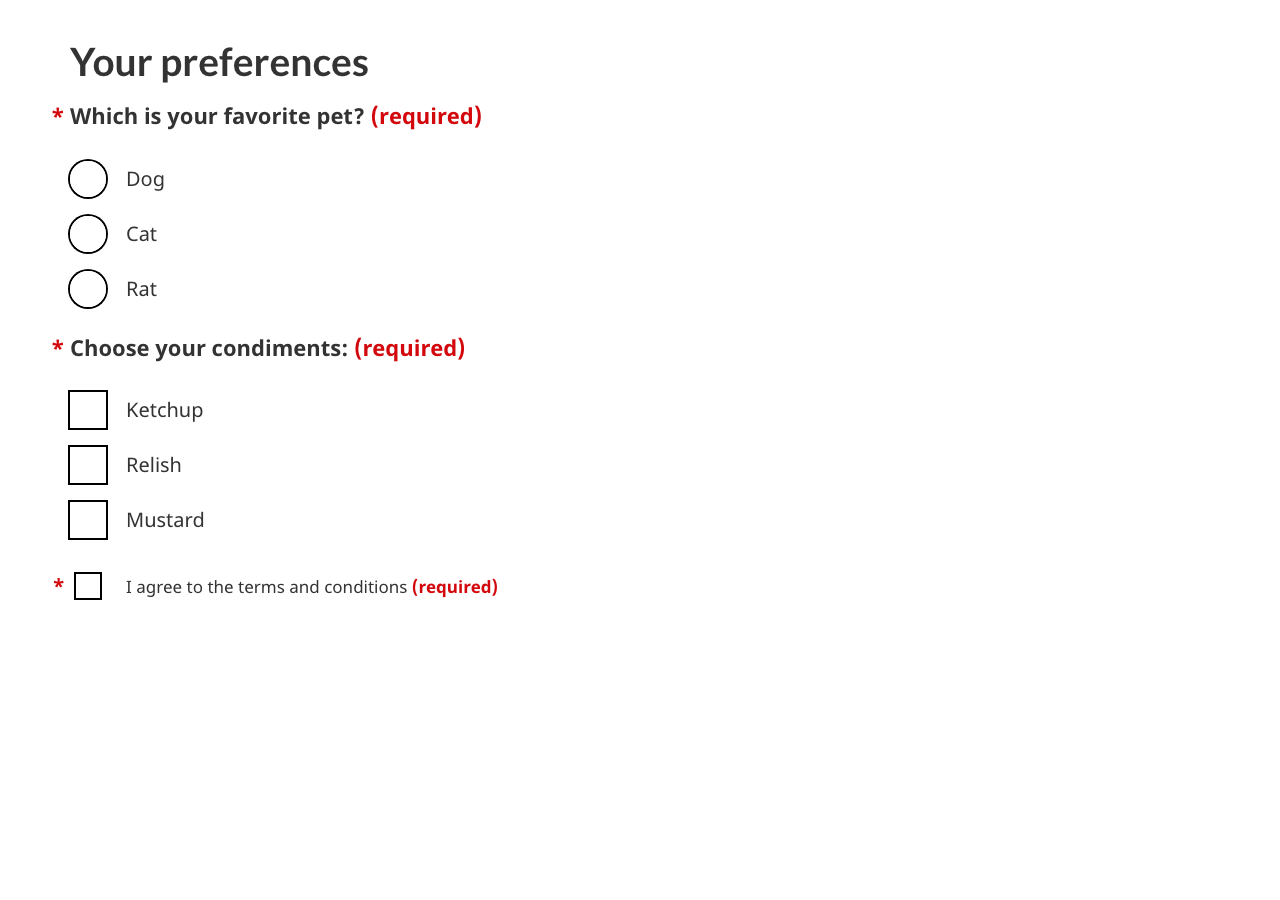 Your preferences
* Which is your favorite pet? (required)
Dog
Cat
Rat
* Choose your condiments: (required)
Ketchup
Relish
Mustard
* I agree to the terms and conditions (required)